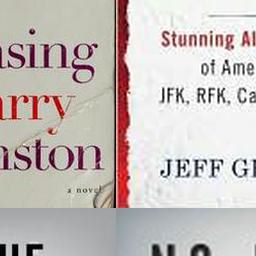 asing
arry
nston
a novel
Stunning Al
of Ame
JFK, RFK, Ca
JEFF G